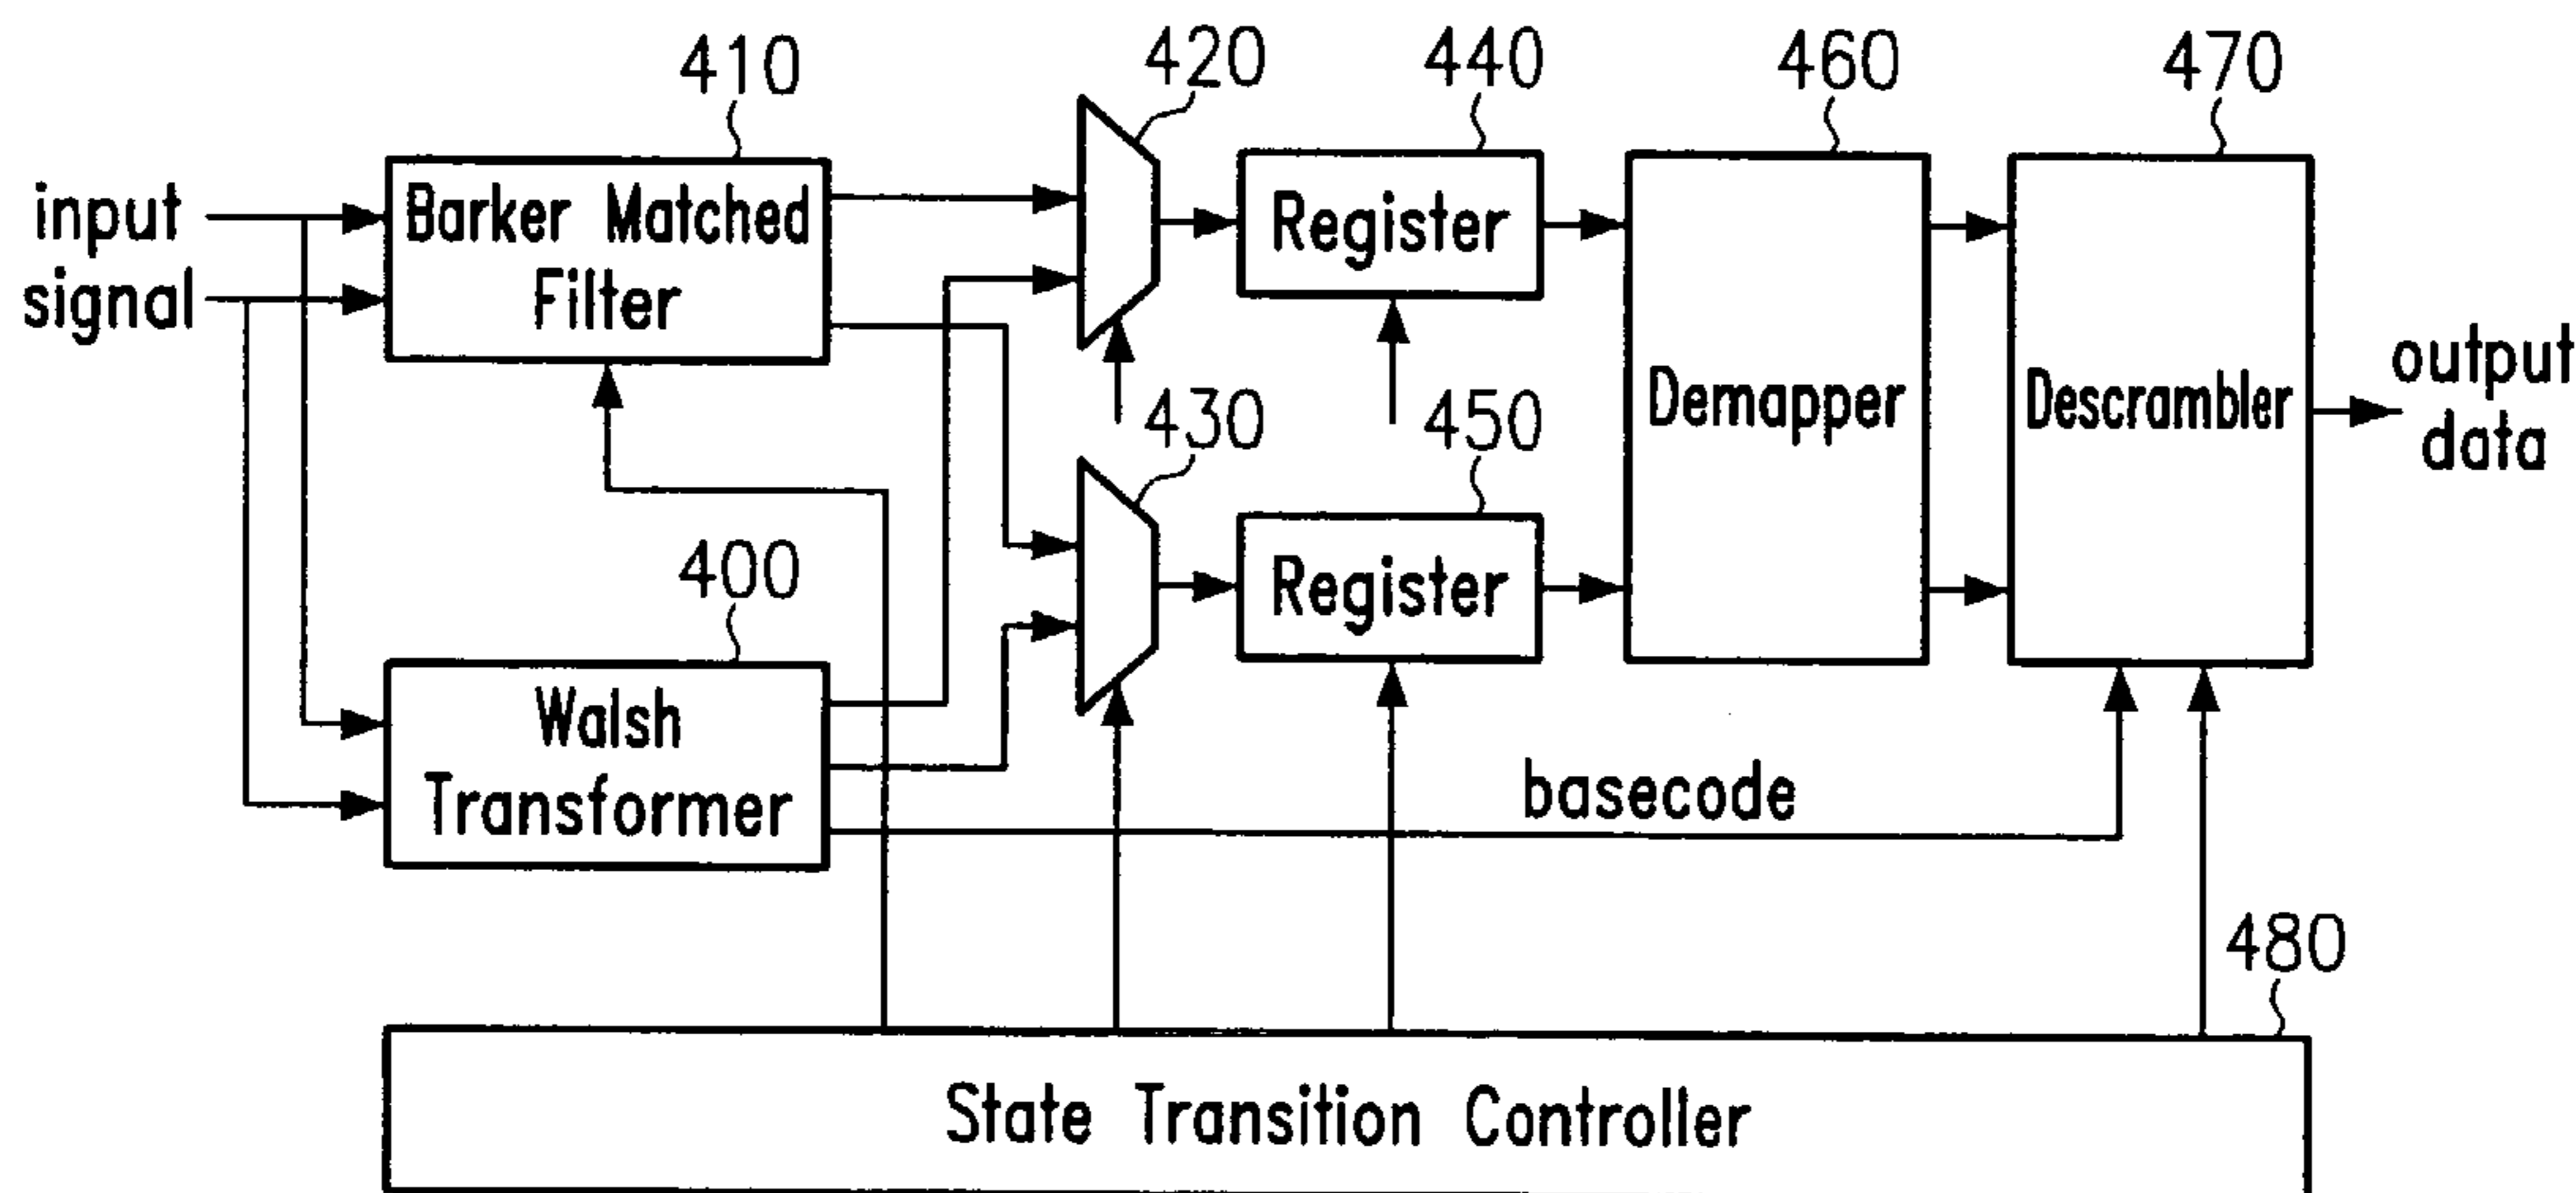 410
420
440
460
470
input
signal
Barker Matched
Filter
Register
Demapper
Descrambler
output
data
430
450
400
Register
Walsh
Transformer
basecode
480
State Transition Controller